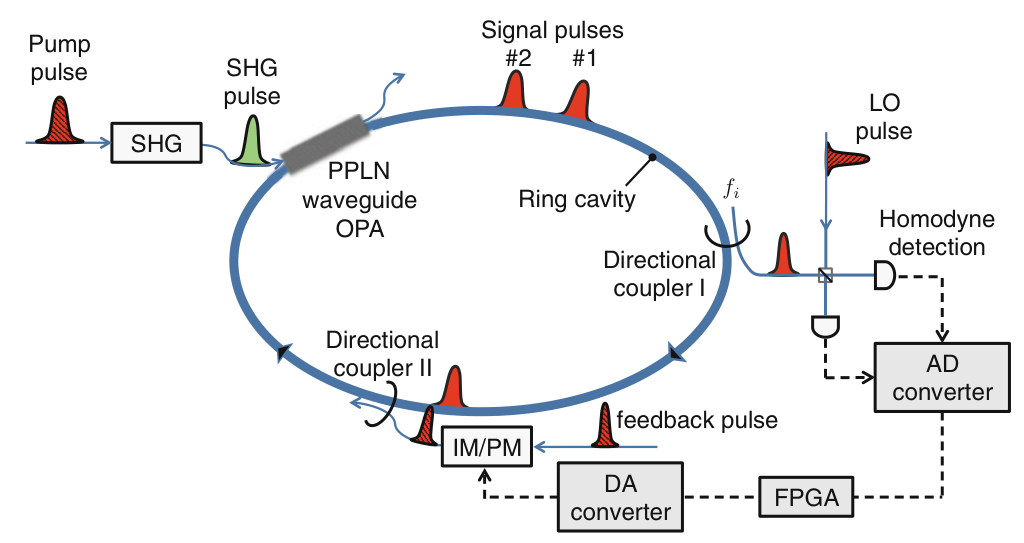 Pump
pulse
SHG
SHG
pulse
PPLN
waveguide
OPA
Signal pulses
#2 #1
Ring cavity
f_i
Directional
coupler I
LO
pulse
Homodyne
detection
AD
converter
Directional
coupler II
IM/PM
feedback pulse
DA
converter
FPGA